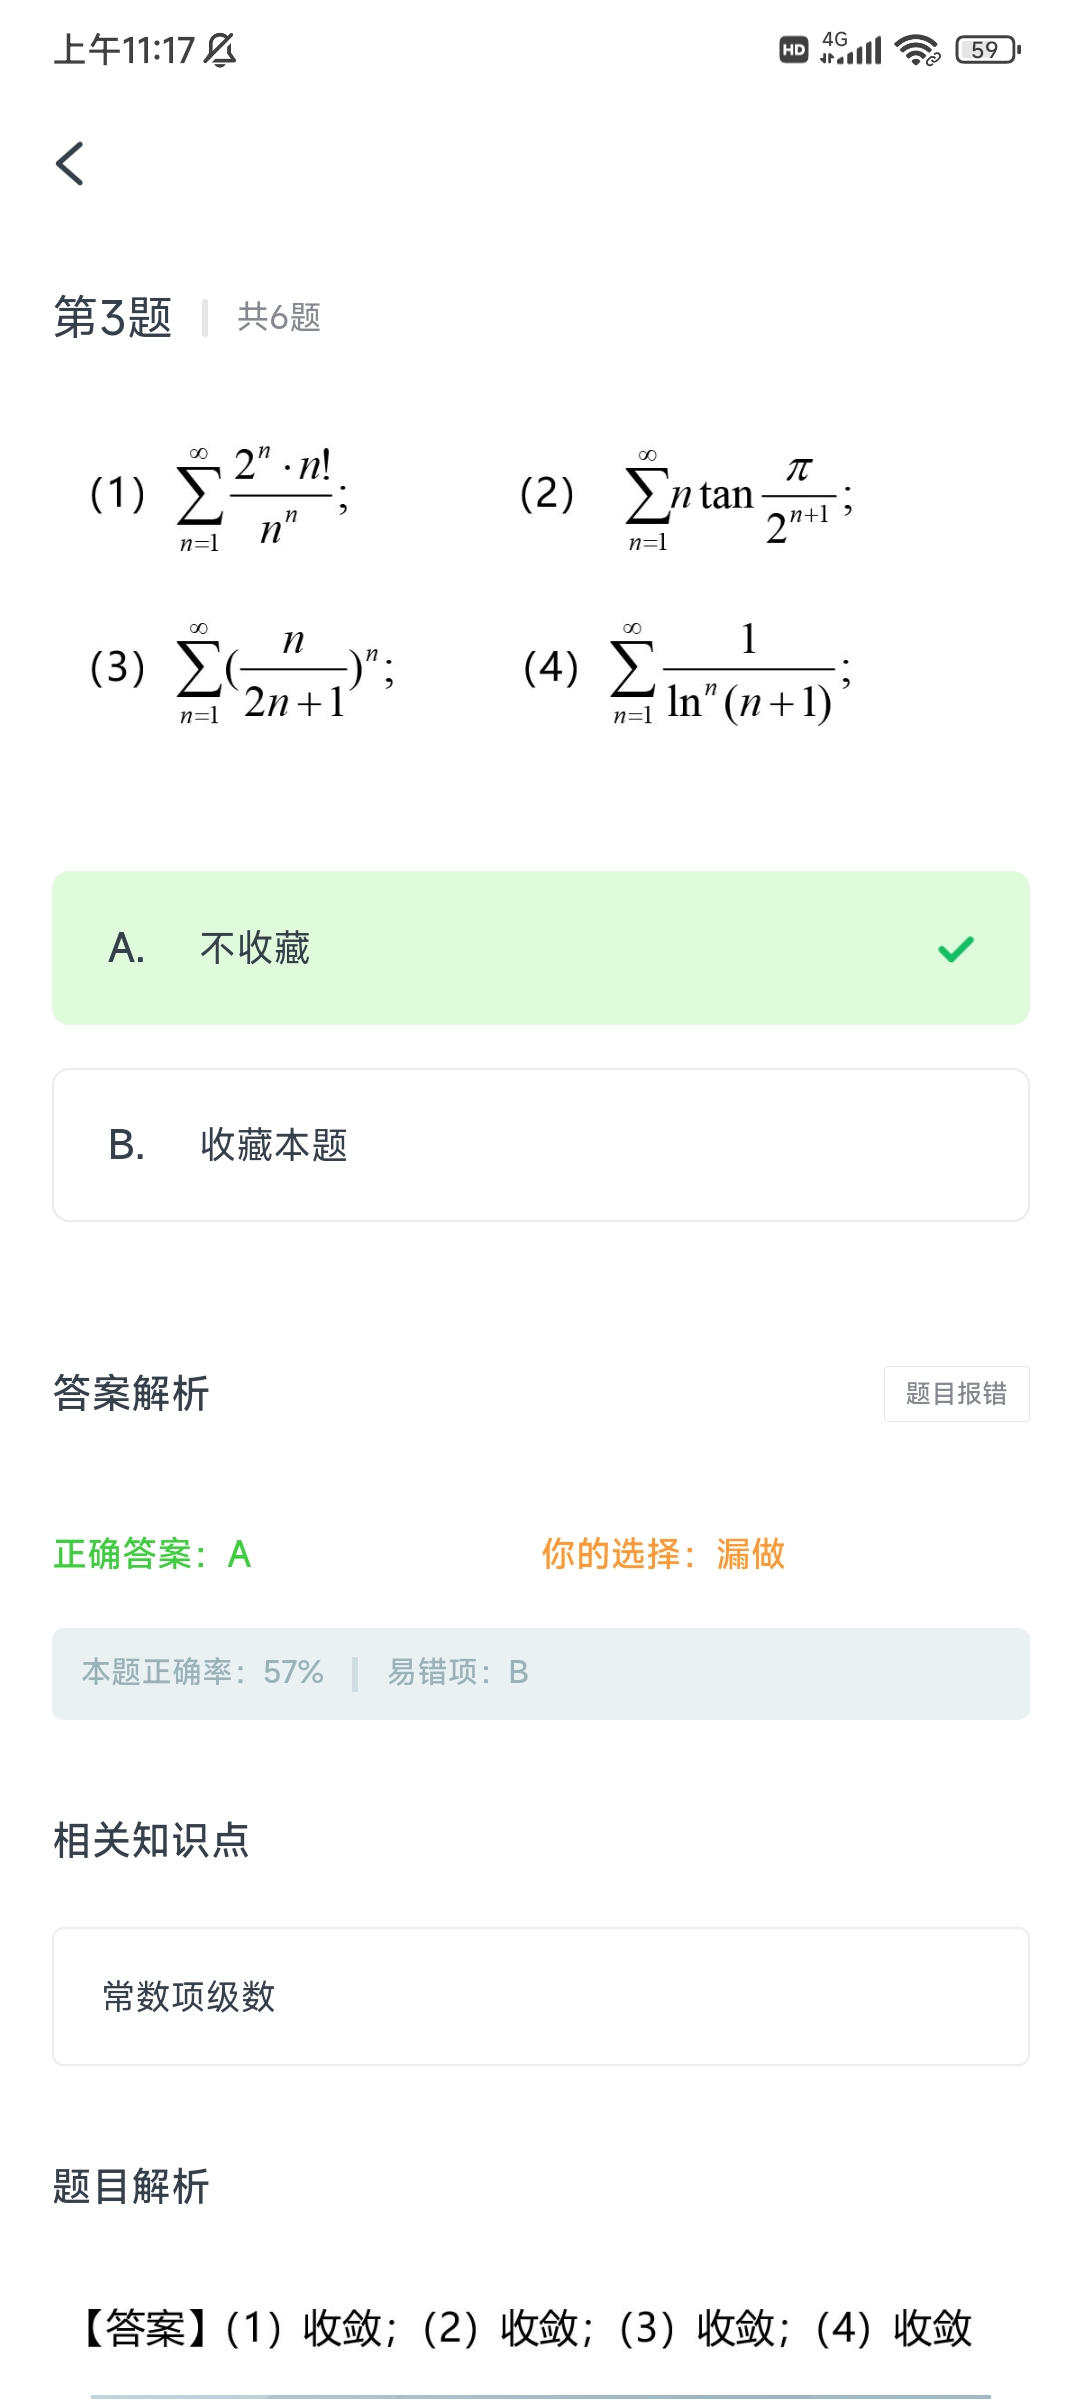 上午11:17 HD 4G 59
第3题 | 共6题
(1) \sum_{n=1}^{\infty} \frac{2^n \cdot n!}{n^n}; (2) \sum_{n=1}^{\infty} n \tan \frac{\pi}{2^{n+1}};
(3) \sum_{n=1}^{\infty} (\frac{n}{2n+1})^n; (4) \sum_{n=1}^{\infty} \frac{1}{\ln^n (n+1)};
A. 不收藏
B. 收藏本题
答案解析 题目报错
正确答案：A 你的选择：漏做
本题正确率：57% | 易错项：B
相关知识点
常数项级数
题目解析
【答案】(1) 收敛；(2) 收敛；(3) 收敛；(4) 收敛